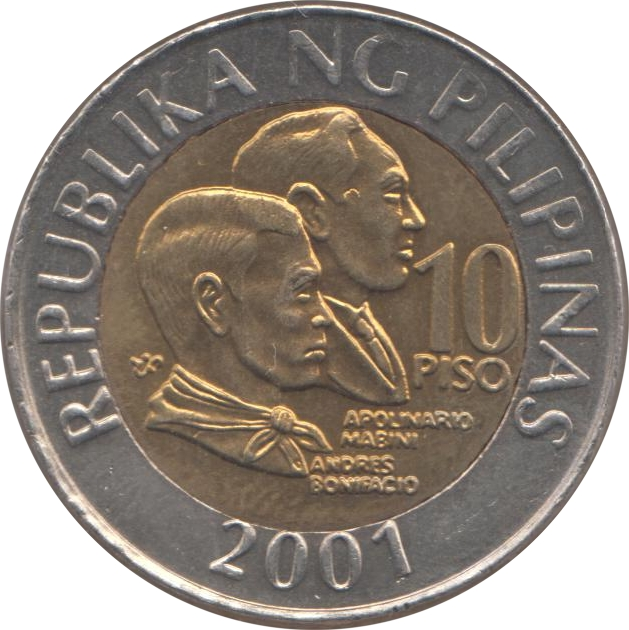 REPUBLIKA NG PILIPINAS
10
PISO
APOLINARIO
MABINI
ANDRES
BONIFACIO
2001